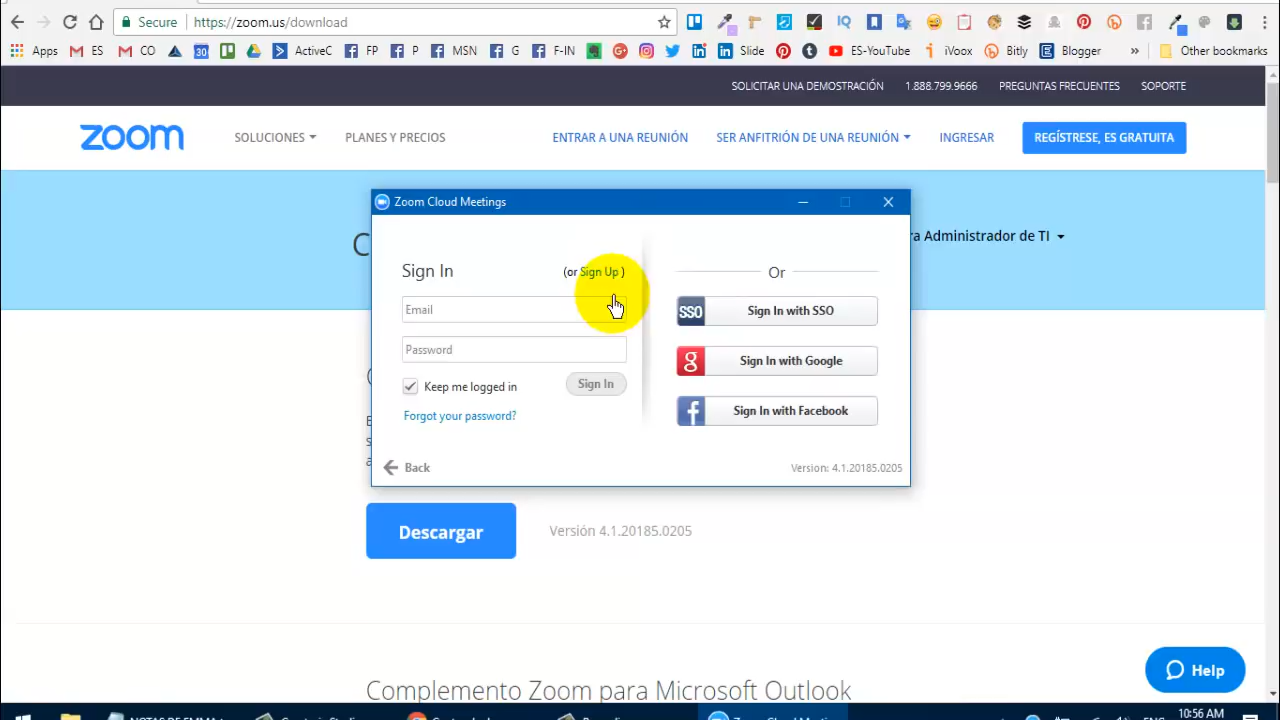 Secure https://zoom.us/download
Apps ES CO ActiveC FP P MSN G F-IN Slide ES-YouTube iVoox Bitly Blogger » Other bookmarks
SOLICITAR UNA DEMOSTRACIÓN 1.888.799.9666 PREGUNTAS FRECUENTES SOPORTE
zoom SOLUCIONES PLANES Y PRECIOS ENTRAR A UNA REUNIÓN SER ANFITRIÓN DE UNA REUNIÓN INGRESAR REGÍSTRESE, ES GRATUITA
Zoom Cloud Meetings
Administrador de TI
Sign In (or Sign Up )
Email
Password
Keep me logged in Sign In
Forgot your password?
Or
SSO Sign In with SSO
g Sign In with Google
f Sign In with Facebook
Back Version: 4.1.20185.0205
Descargar Versión 4.1.20185.0205
Help
Complemento Zoom para Microsoft Outlook
10:56 AM